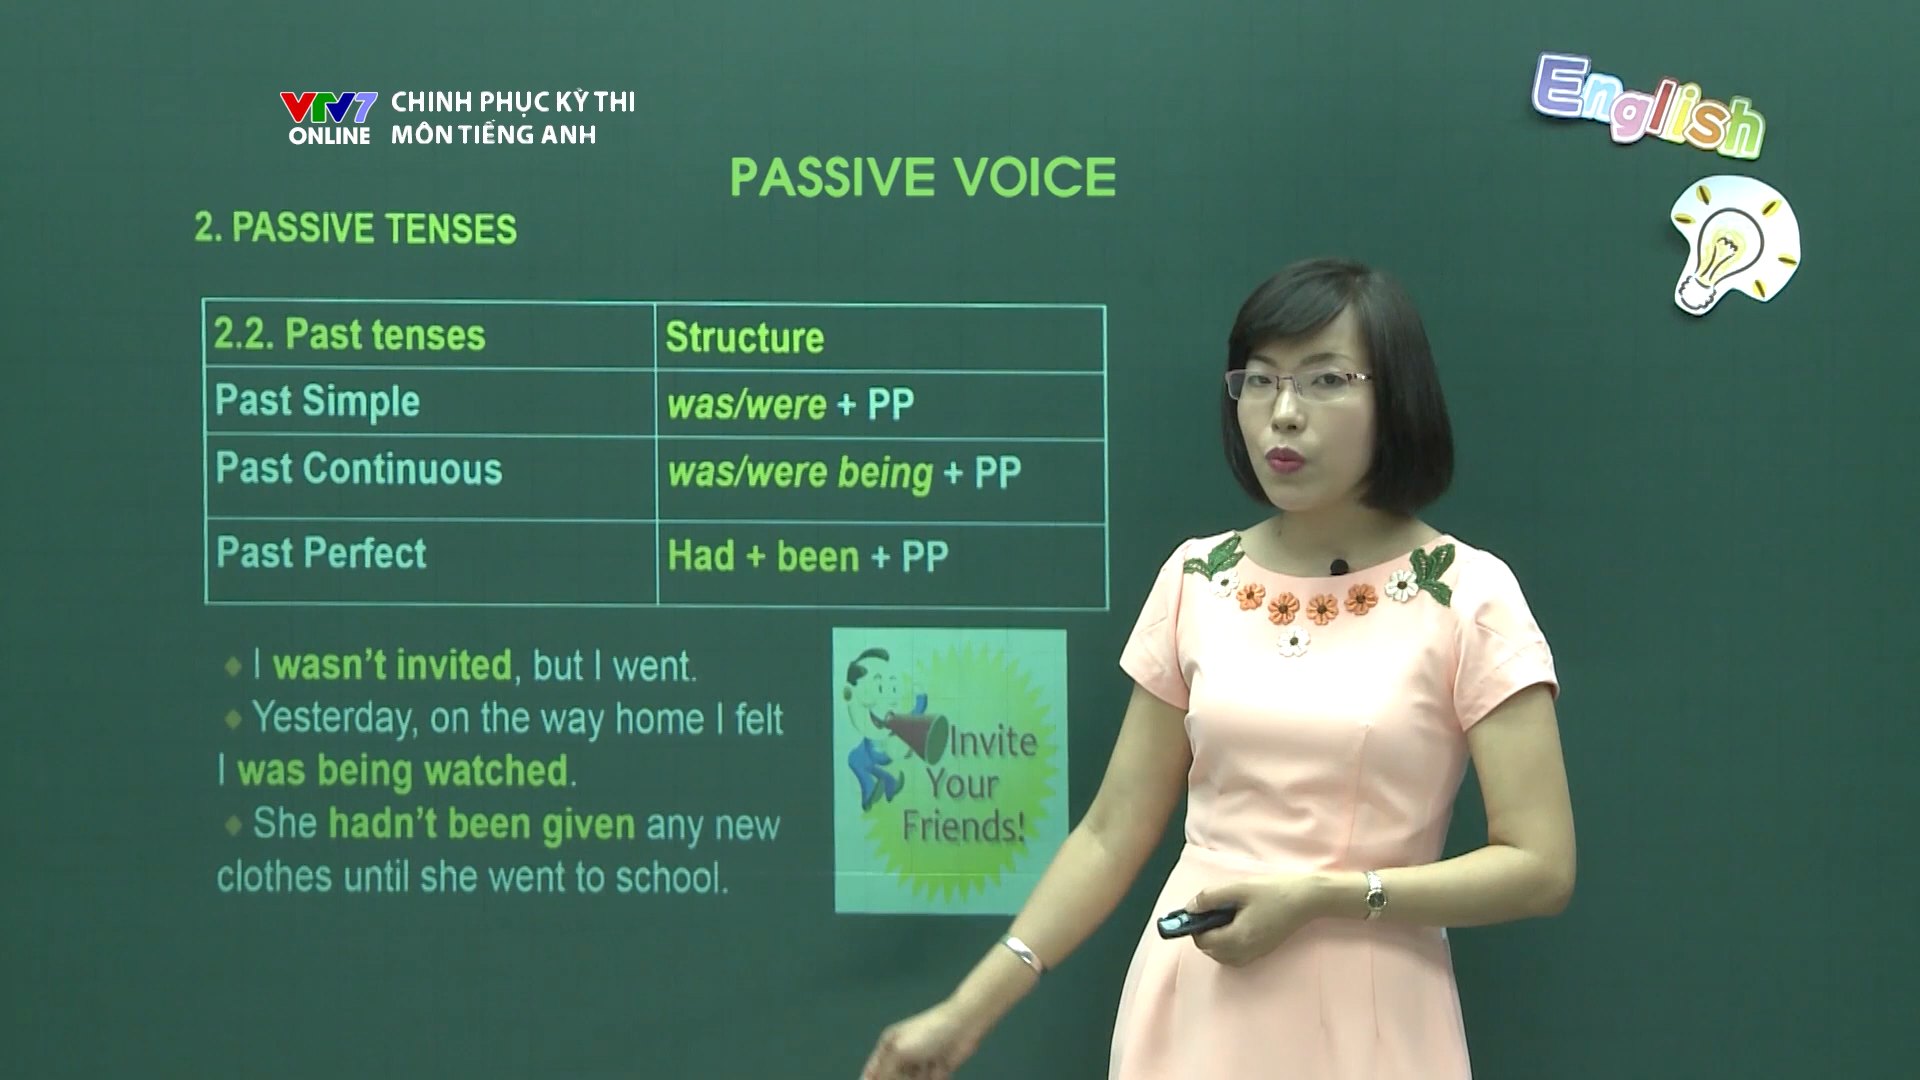 VTV7 CHINH PHỤC KỲ THI
ONLINE MÔN TIẾNG ANH
English
PASSIVE VOICE
2. PASSIVE TENSES
2.2. Past tenses Structure
Past Simple was/were + PP
Past Continuous was/were being + PP
Past Perfect Had + been + PP
I wasn't invited, but I went.
Yesterday, on the way home I felt
I was being watched.
She hadn't been given any new
clothes until she went to school.
Invite
Your
Friends!